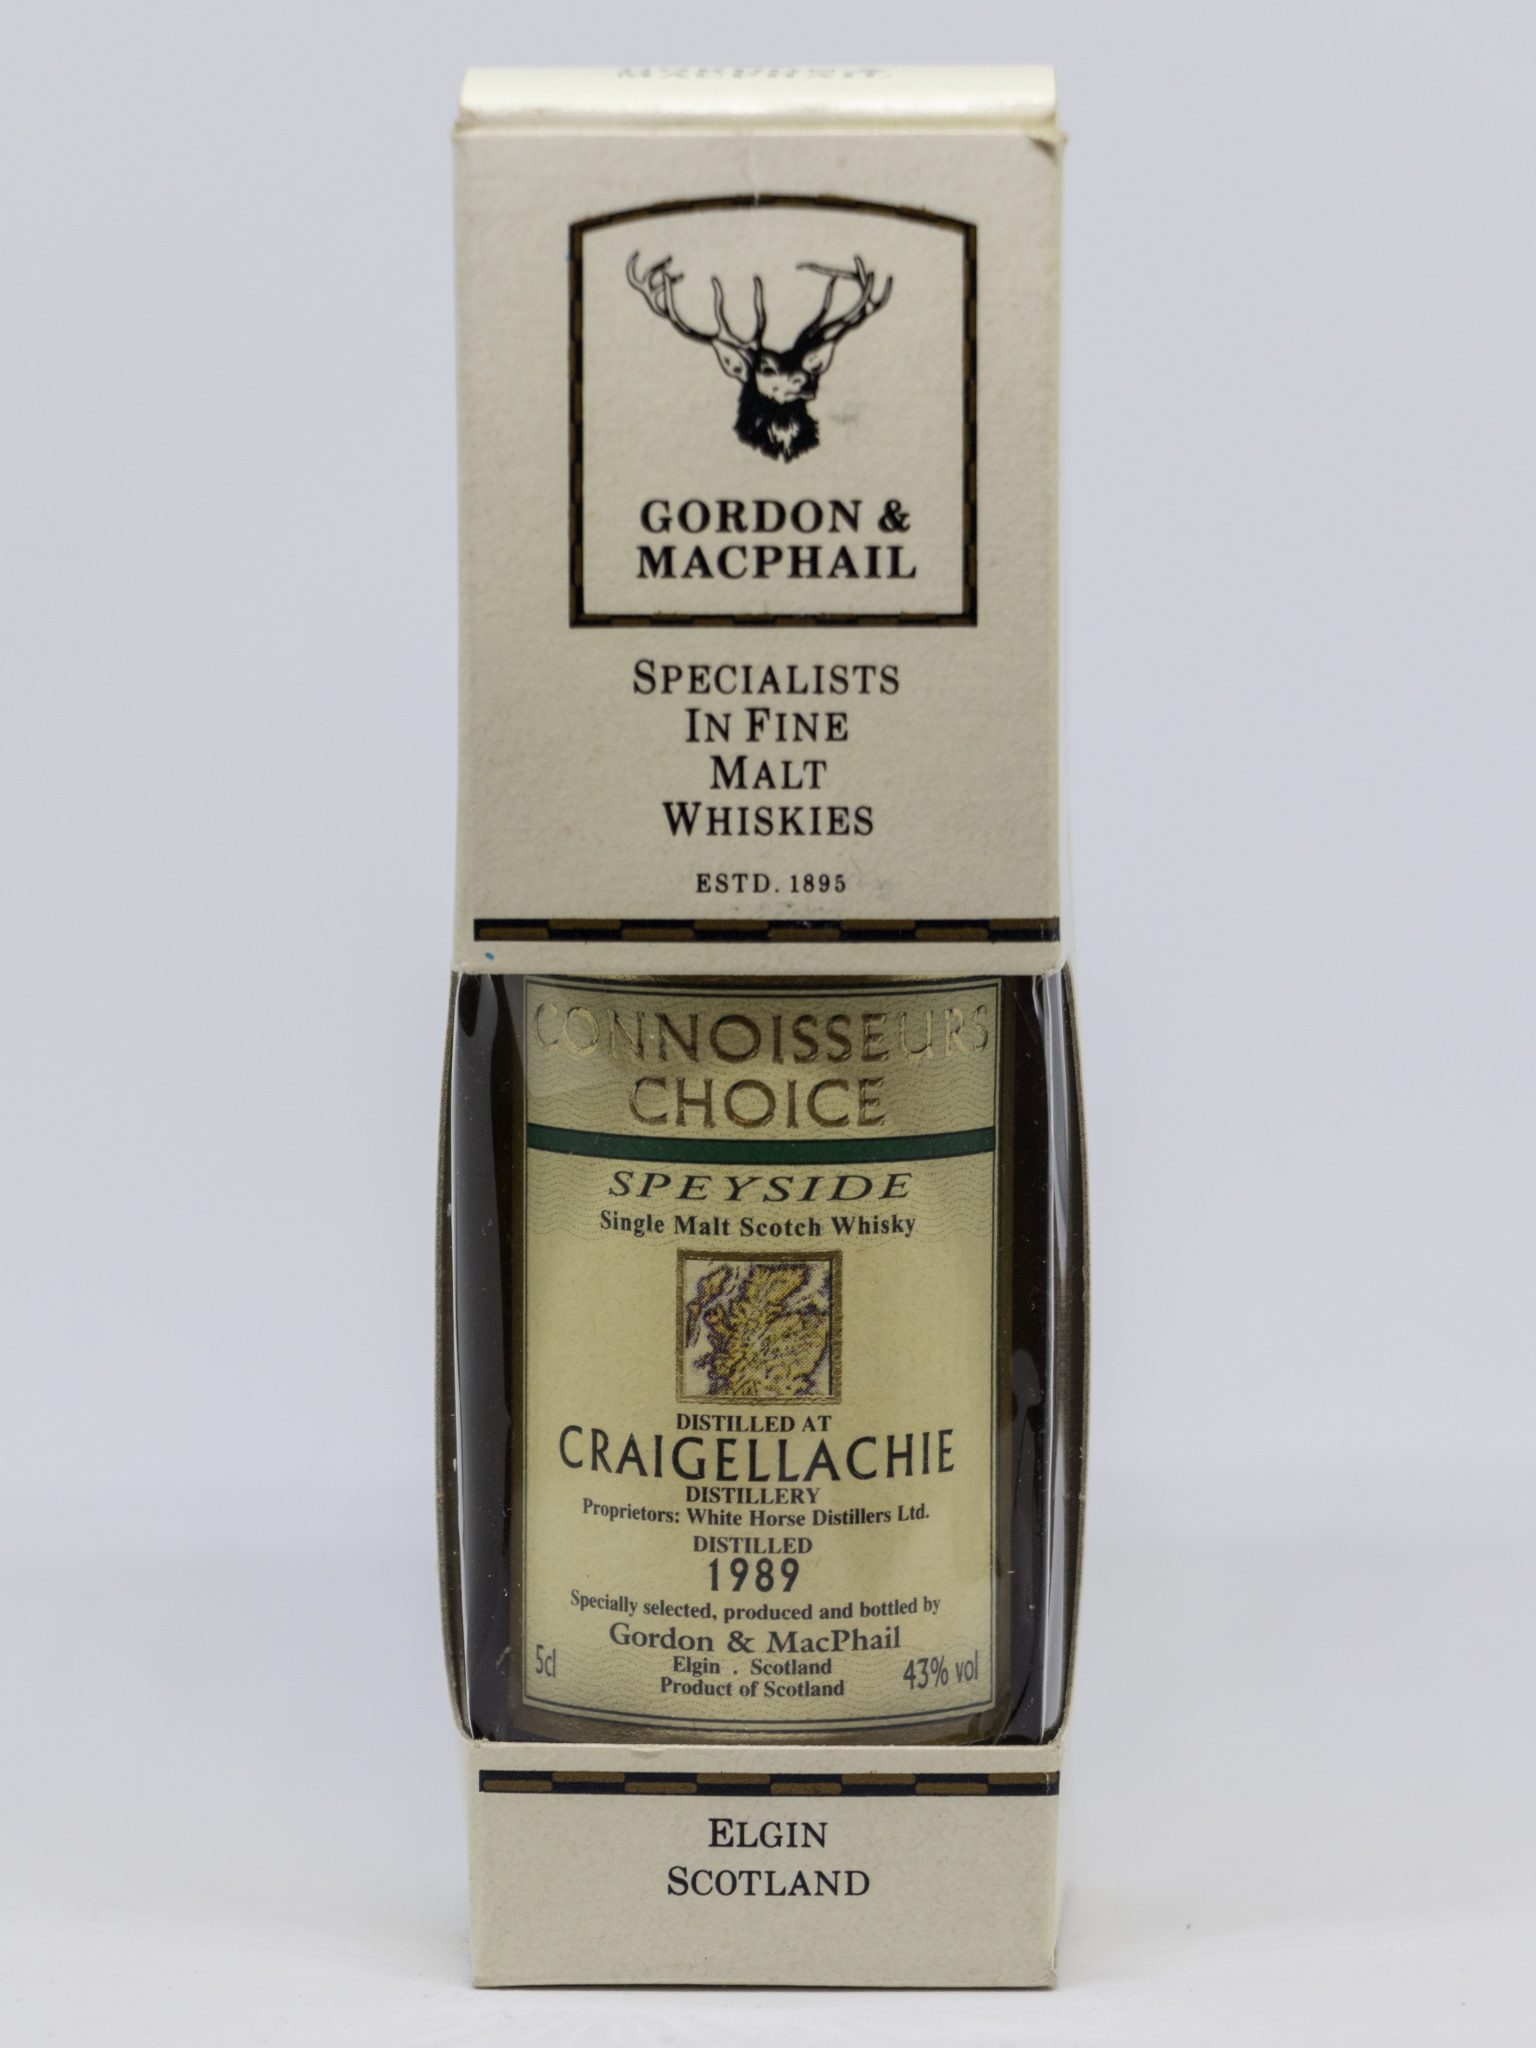 GORDON &
MACPHAIL
SPECIALISTS
IN FINE
MALT
WHISKIES
ESTD. 1895
CONNOISSEURS
CHOICE
SPEYSIDE
Single Malt Scotch Whisky
DISTILLED AT
CRAIGELLACHIE
DISTILLERY
Proprietors: White Horse Distillers Ltd.
DISTILLED
1989
Specially selected, produced and bottled by
Gordon & MacPhail
Elgin . Scotland
Product of Scotland
5cl
43% vol
ELGIN
SCOTLAND